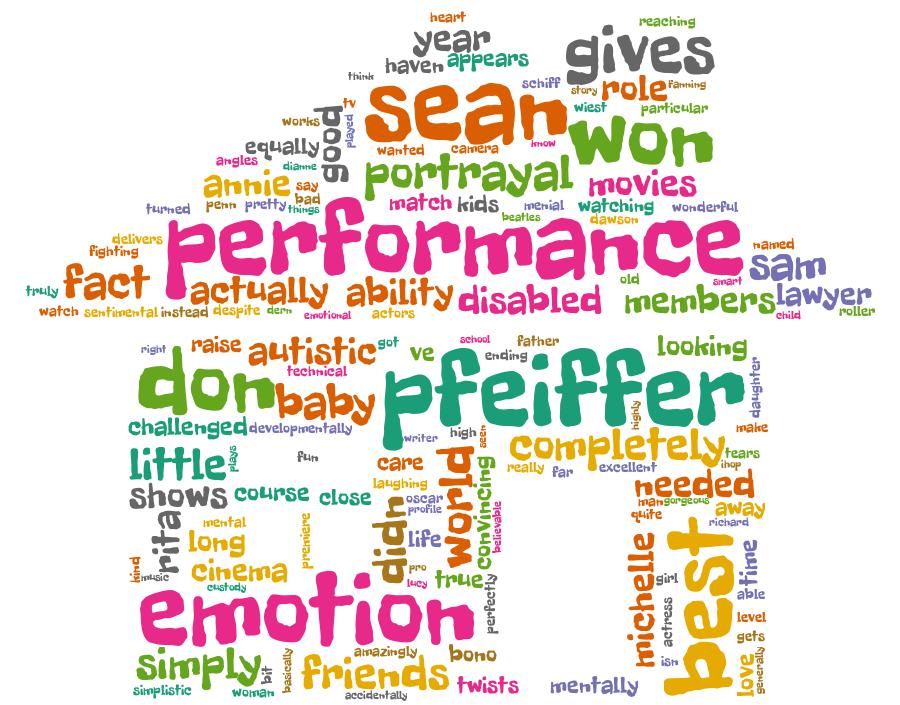 heart
reaching
year
gives
haven appears
think
schiff
story role fanning
tv
sean
wiest particular
works
good
played
won
equally
wanted camera know
angles
dianne
portrayal
movies
annie say
penn pretty bad
things
match kids menial watching wonderful
turned
beatles
dawson
performance
delivers
named
fighting
sam
fact
old
smart
truly
actually ability disabled members lawyer
watch sentimental instead despite dern emotional actors
child roller
right raise autistic got ve school father looking
ending
technical
don baby pfeiffer daughter
highly
challenged developmentally
writer high seen
make
completely
little plays
fun
care
world
really far excellent
tears
ihop
laughing
convincing
needed
shows course close
oscar
man gorgeous
profile
quite
away
richard
mental
rita
long
premiere
didn
life
believable
best
kind
music
cinema
pro
michelle
girl
time
custody
lucy true
perfectly
able
emotion
actress
level
gets
simply
amazingly
bono
isn
love
generally
bit
basically
friends
twists
mentally
simplistic woman
accidentally